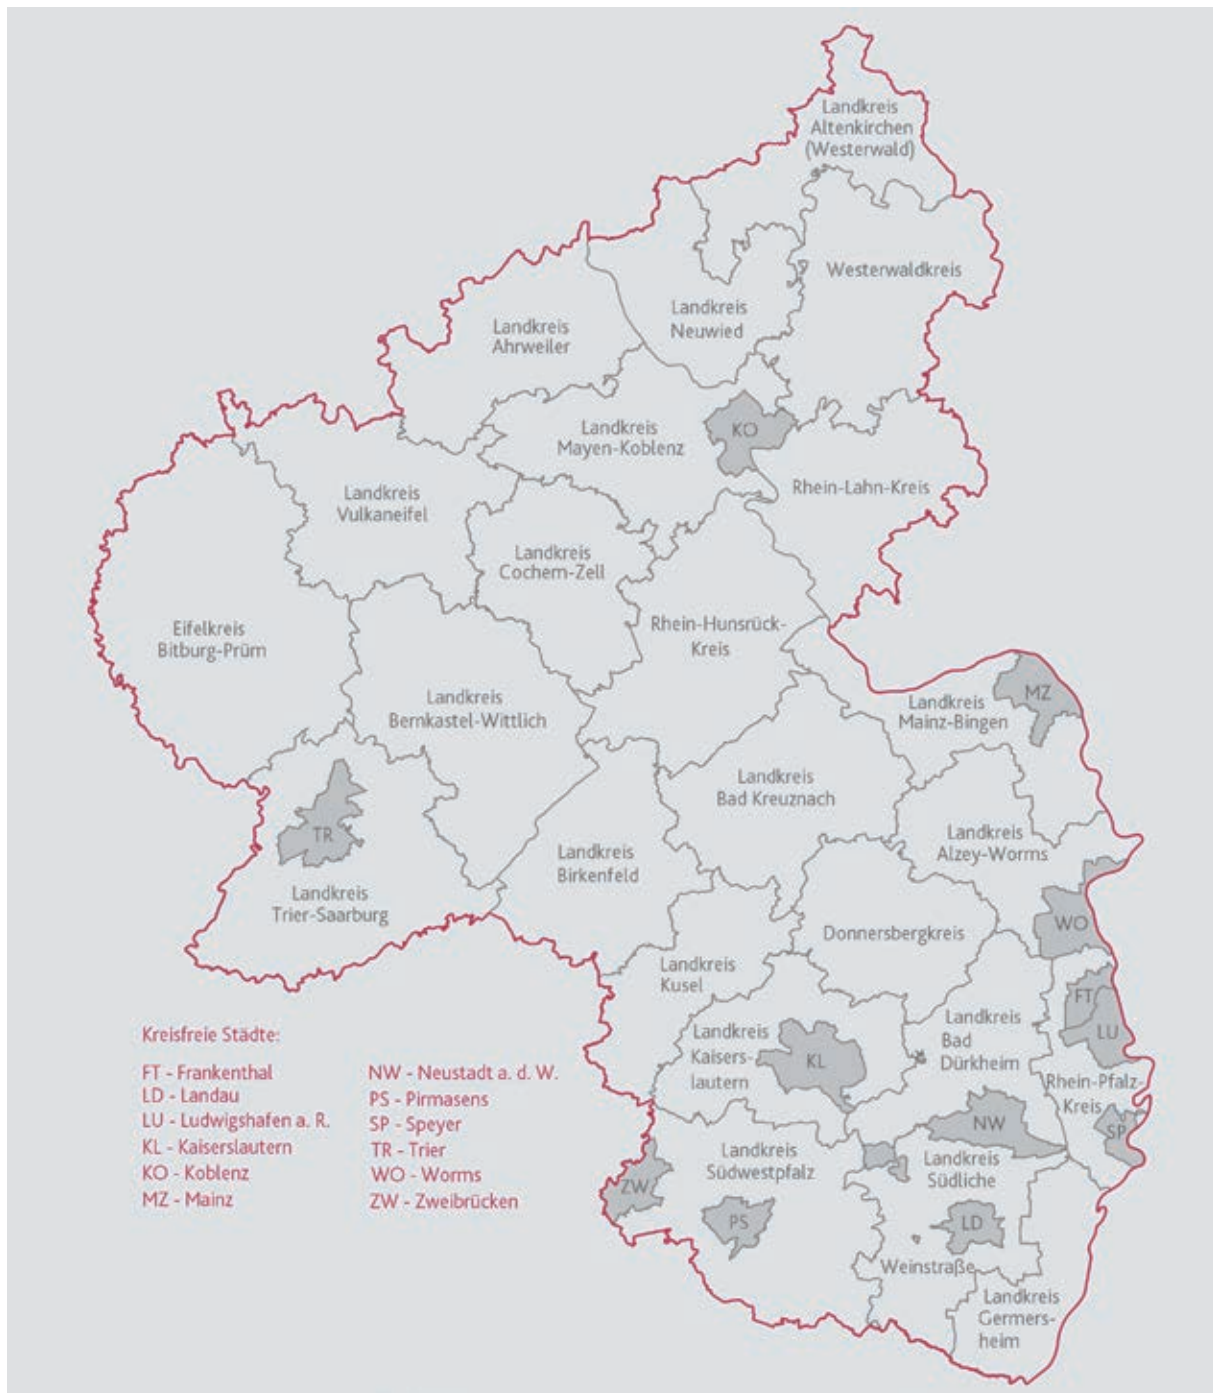 Landkreis
Altenkirchen
(Westerwald)
Westerwaldkreis
Landkreis
Neuwied
Landkreis
Ahrweiler
Landkreis
Mayen-Koblenz
KO
Rhein-Lahn-Kreis
Landkreis
Vulkaneifel
Landkreis
Cochem-Zell
Eifelkreis
Bitburg-Prüm
Rhein-Hunsrück-
Kreis
Landkreis
Bernkastel-Wittlich
Landkreis
Mainz-Bingen
MZ
Landkreis
Bad Kreuznach
TR
Landkreis
Trier-Saarburg
Landkreis
Birkenfeld
Landkreis
Alzey-Worms
WO
Donnersbergkreis
Landkreis
Kusel
FT
LU
Landkreis
Kaisers-
lautern
KL
Landkreis
Bad
Dürkheim
Rhein-Pfalz-
Kreis
SP
NW
Landkreis
Südwestpfalz
ZW
PS
Landkreis
Südliche
LD
Weinstraße
Landkreis
Germers-
heim
Kreisfreie Städte:
FT - Frankenthal
LD - Landau
LU - Ludwigshafen a. R.
KL - Kaiserslautern
KO - Koblenz
MZ - Mainz
NW - Neustadt a. d. W.
PS - Pirmasens
SP - Speyer
TR - Trier
WO - Worms
ZW - Zweibrücken